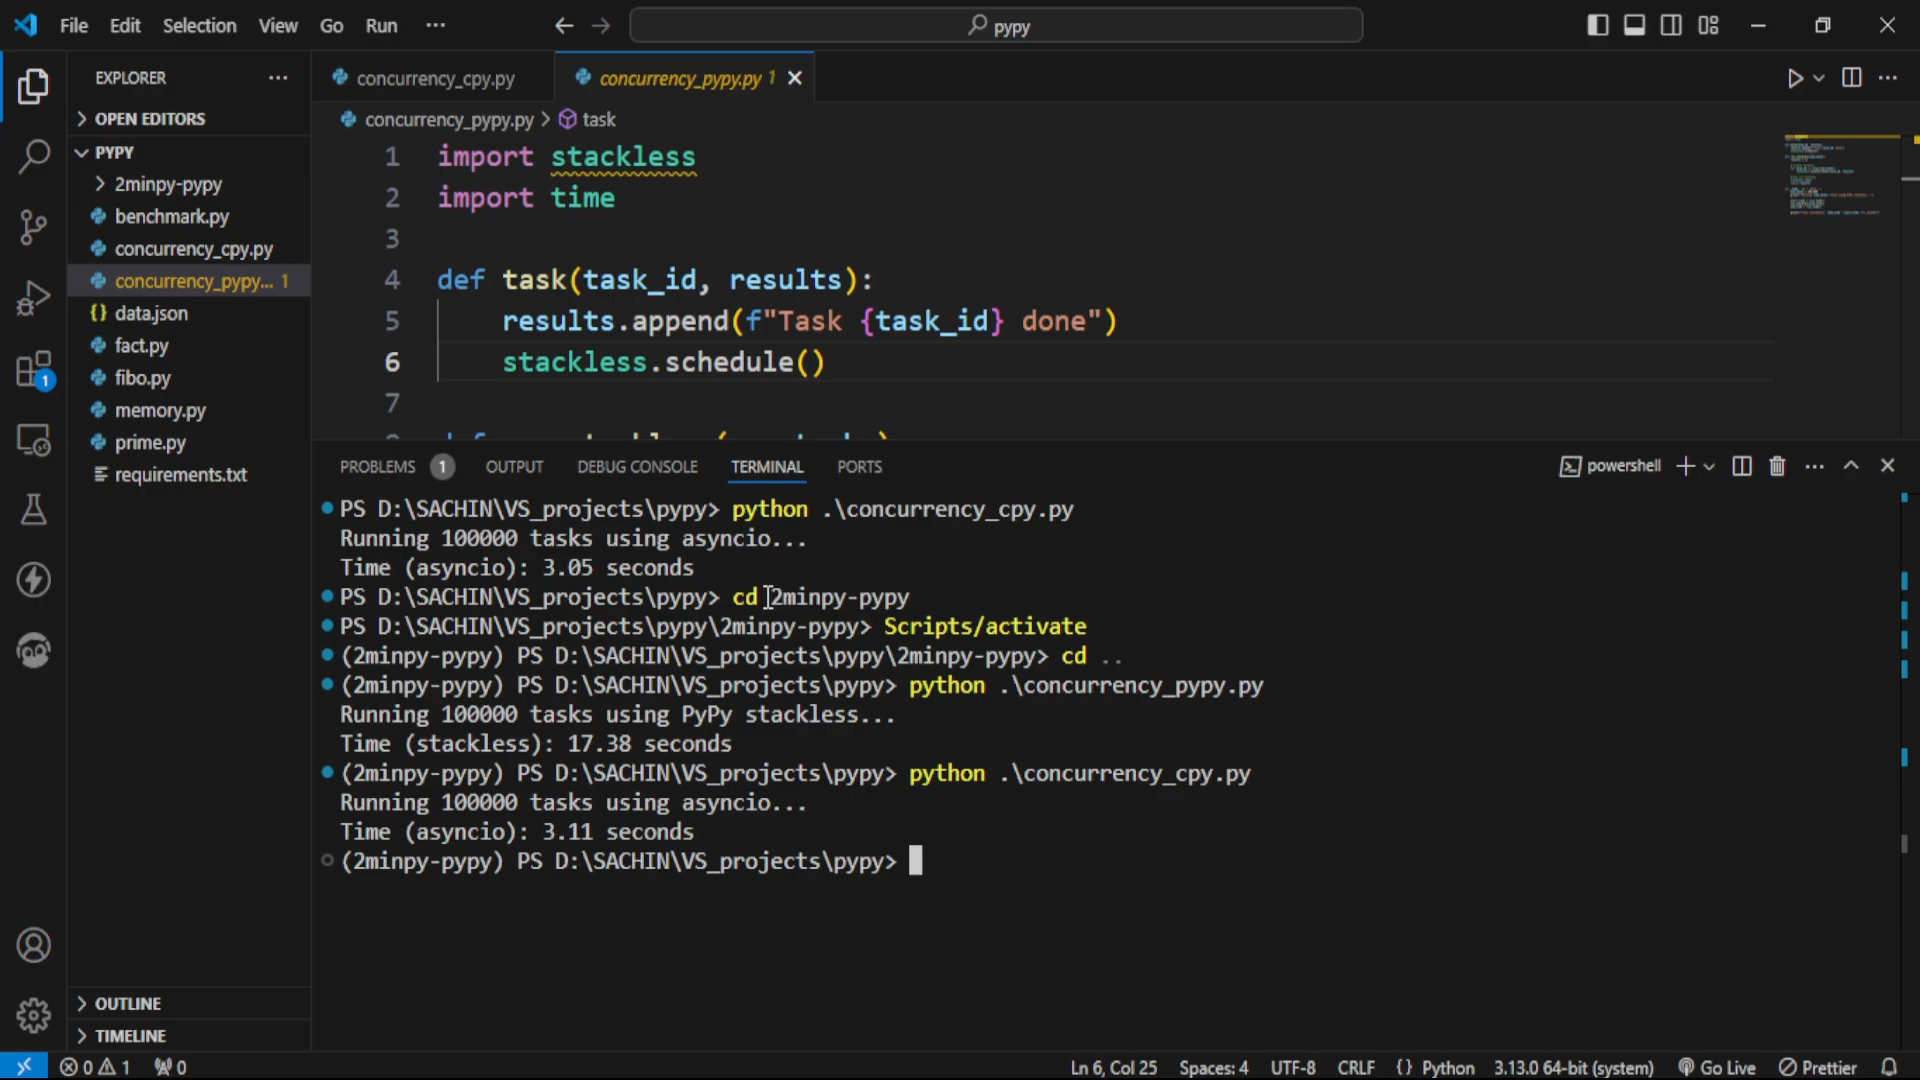 File Edit Selection View Go Run ··· pypy
EXPLORER ···
OPEN EDITORS
PYPY
2minpy-pypy
benchmark.py
concurrency_cpy.py
concurrency_pypy... 1
data.json
fact.py
fibo.py
memory.py
prime.py
requirements.txt
OUTLINE
TIMELINE
concurrency_cpy.py concurrency_pypy.py 1
concurrency_pypy.py > task
1 import stackless
2 import time
3
4 def task(task_id, results):
5 results.append(f"Task {task_id} done")
6 stackless.schedule()
7
PROBLEMS 1 OUTPUT DEBUG CONSOLE TERMINAL PORTS powershell
PS D:\SACHIN\VS_projects\pypy> python .\concurrency_cpy.py
Running 100000 tasks using asyncio...
Time (asyncio): 3.05 seconds
PS D:\SACHIN\VS_projects\pypy> cd 2minpy-pypy
PS D:\SACHIN\VS_projects\pypy\2minpy-pypy> Scripts/activate
(2minpy-pypy) PS D:\SACHIN\VS_projects\pypy\2minpy-pypy> cd ..
(2minpy-pypy) PS D:\SACHIN\VS_projects\pypy> python .\concurrency_pypy.py
Running 100000 tasks using PyPy stackless...
Time (stackless): 17.38 seconds
(2minpy-pypy) PS D:\SACHIN\VS_projects\pypy> python .\concurrency_cpy.py
Running 100000 tasks using asyncio...
Time (asyncio): 3.11 seconds
(2minpy-pypy) PS D:\SACHIN\VS_projects\pypy>
1
0 1 0 Ln 6, Col 25 Spaces: 4 UTF-8 CRLF {} Python 3.13.0 64-bit (system) Go Live Prettier